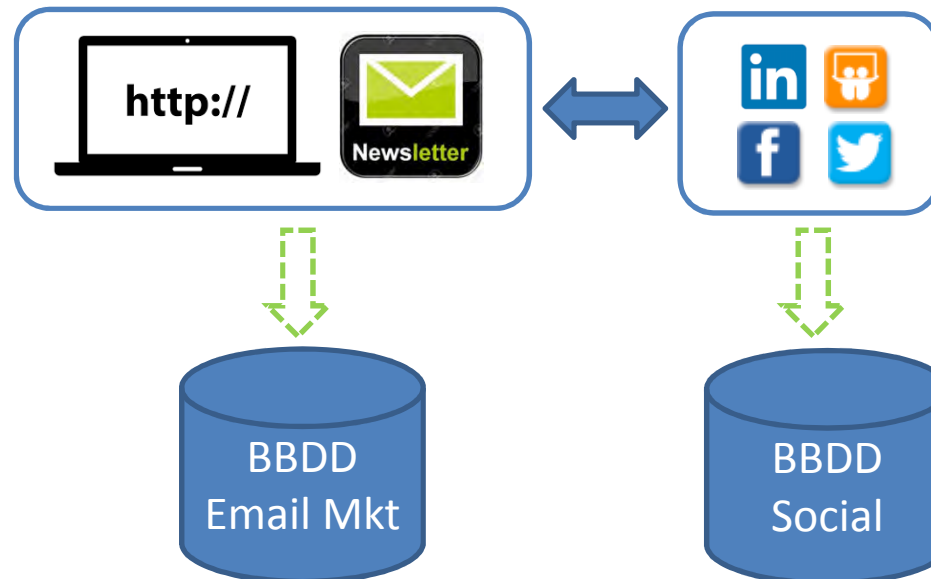 http://
Newsletter
in
f
BBDD
Email Mkt
BBDD
Social